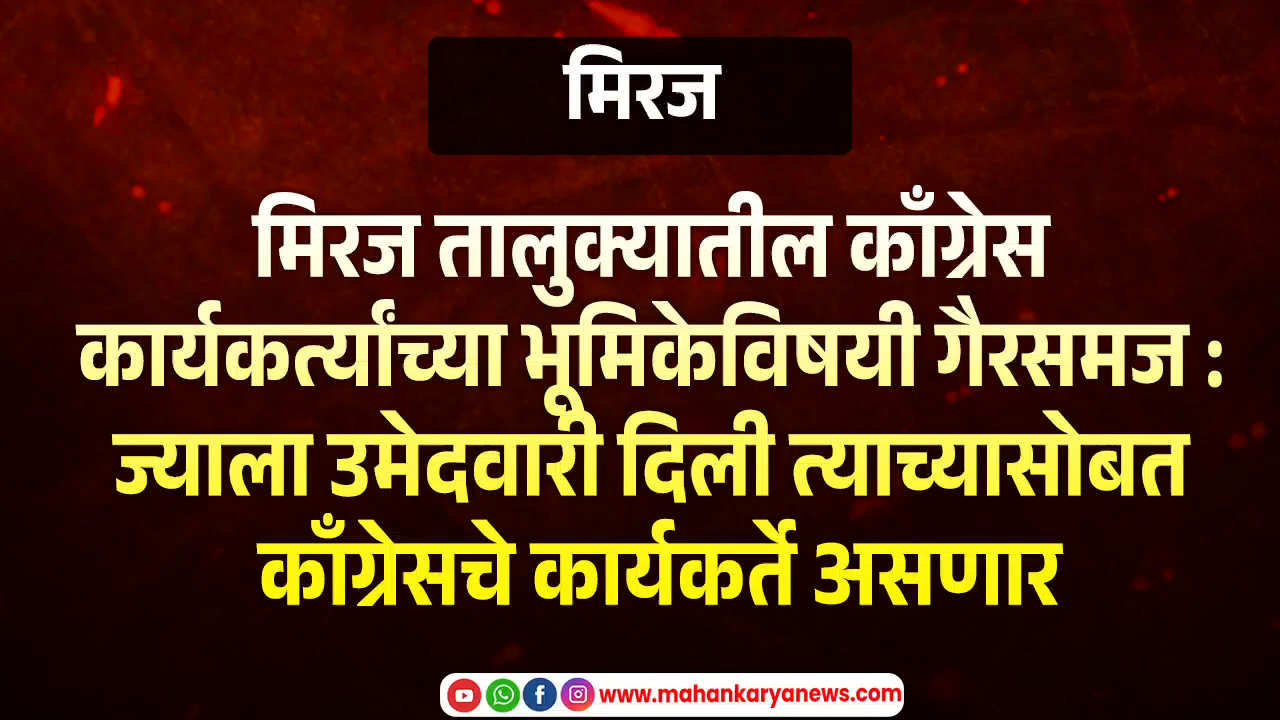 मिरज
मिरज तालुक्यातील काँग्रेस
कार्यकर्त्यांच्या भूमिकेविषयी गैरसमज :
ज्याला उमेदवारी दिली त्याच्यासोबत
काँग्रेसचे कार्यकर्ते असणार
www.mahankaryanews.com